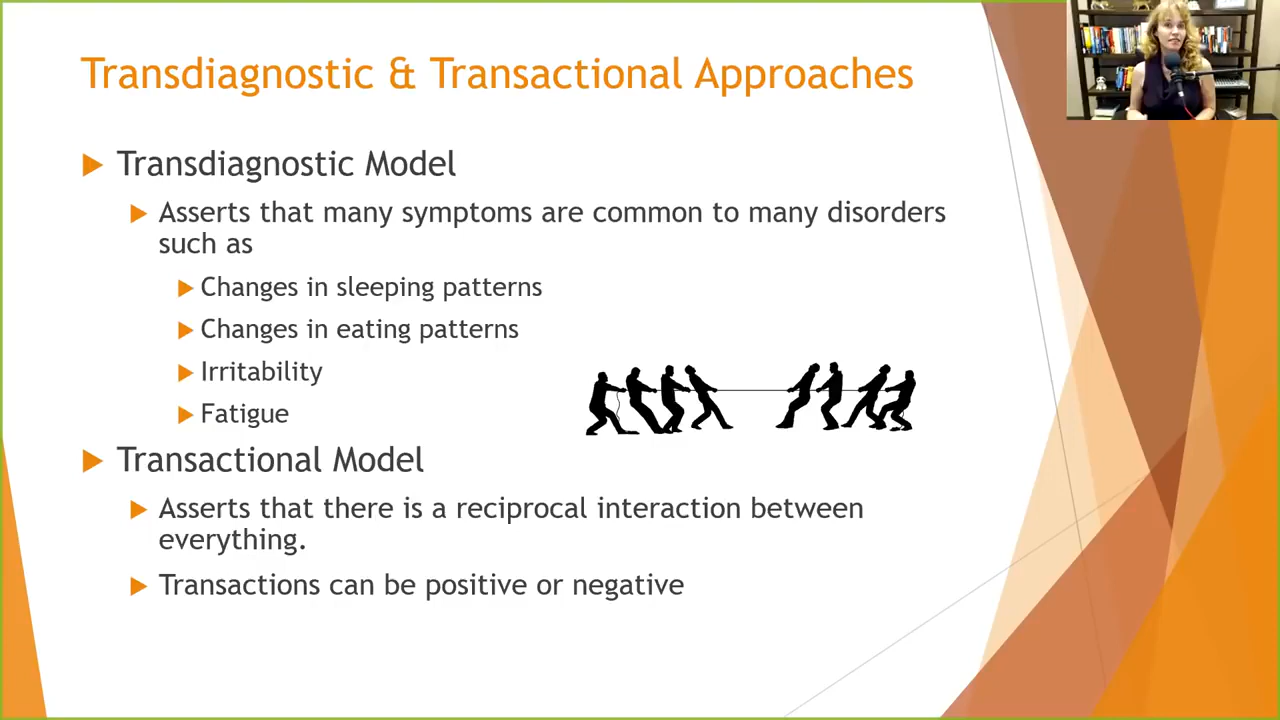 Transdiagnostic & Transactional Approaches
Transdiagnostic Model
Asserts that many symptoms are common to many disorders
such as
Changes in sleeping patterns
Changes in eating patterns
Irritability
Fatigue
Transactional Model
Asserts that there is a reciprocal interaction between
everything.
Transactions can be positive or negative